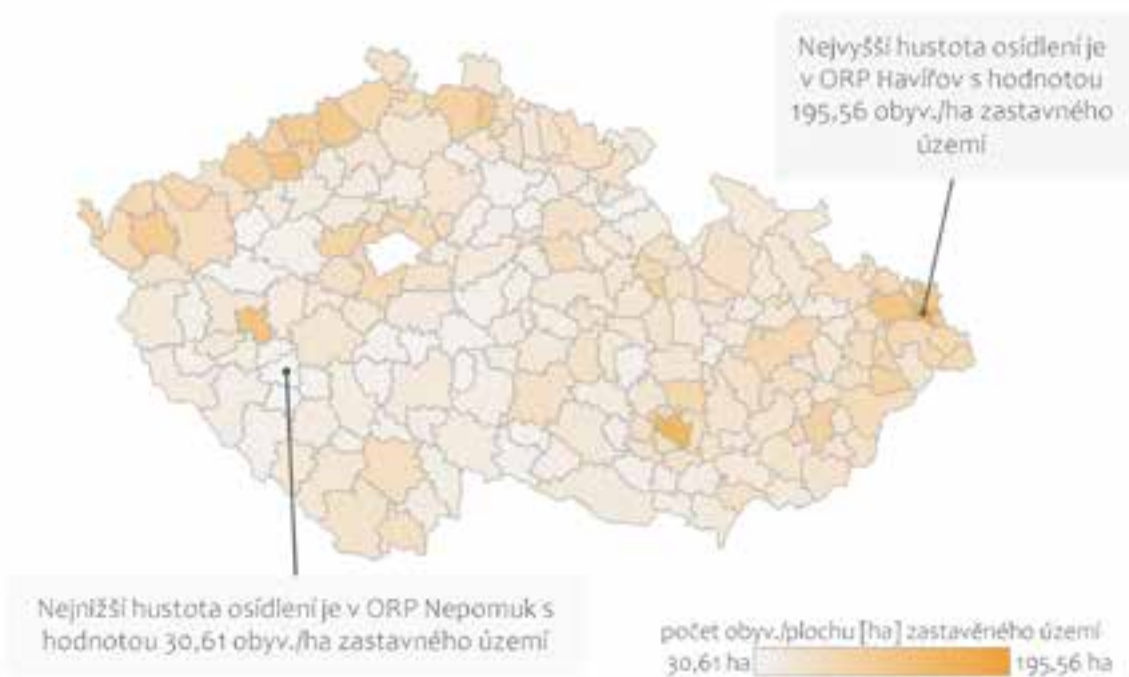 Nejvyšší hustota osídlení je
v ORP Havířov s hodnotou
195,56 obyv./ha zastavného
území
Nejnižší hustota osídlení je v ORP Nepomuk s
hodnotou 30,61 obyv./ha zastavného území
počet obyv./plochu [ha] zastavěného území
30,61 ha 195,56 ha